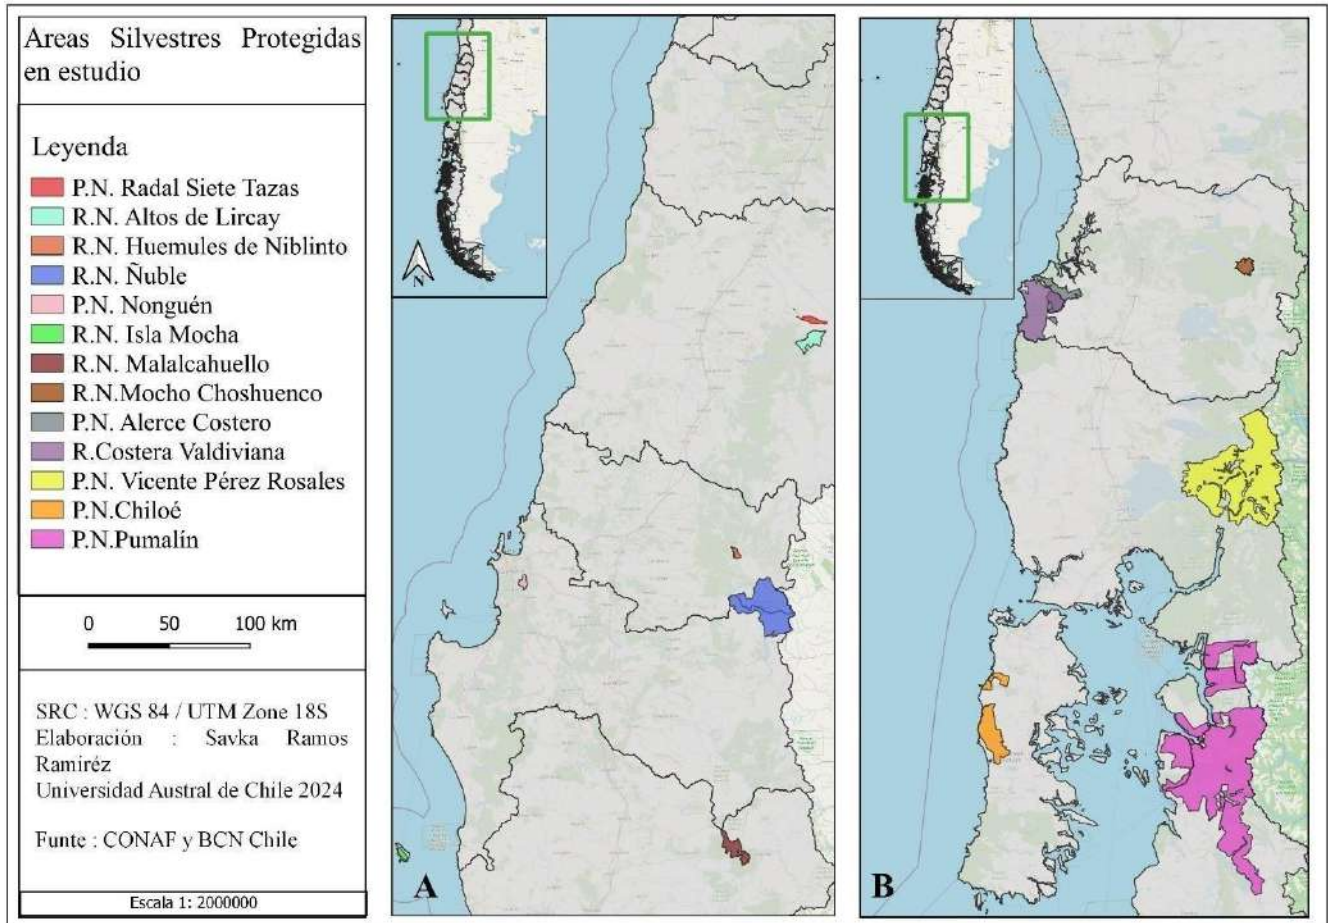 Areas Silvestres Protegidas
en estudio
Leyenda
P.N. Radal Siete Tazas
R.N. Altos de Lircay
R.N. Huemules de Niblinto
R.N. Ñuble
P.N. Nonguén
R.N. Isla Mocha
R.N. Malalcahuello
R.N.Mocho Choshuenco
P.N. Alerce Costero
R.Costera Valdiviana
P.N. Vicente Pérez Rosales
P.N.Chiloé
P.N.Pumalín
0 50 100 km
SRC : WGS 84 / UTM Zone 18S
Elaboración : Savka Ramos
Ramiréz
Universidad Austral de Chile 2024
Funte : CONAF y BCN Chile
Escala 1: 2000000
N
A
B